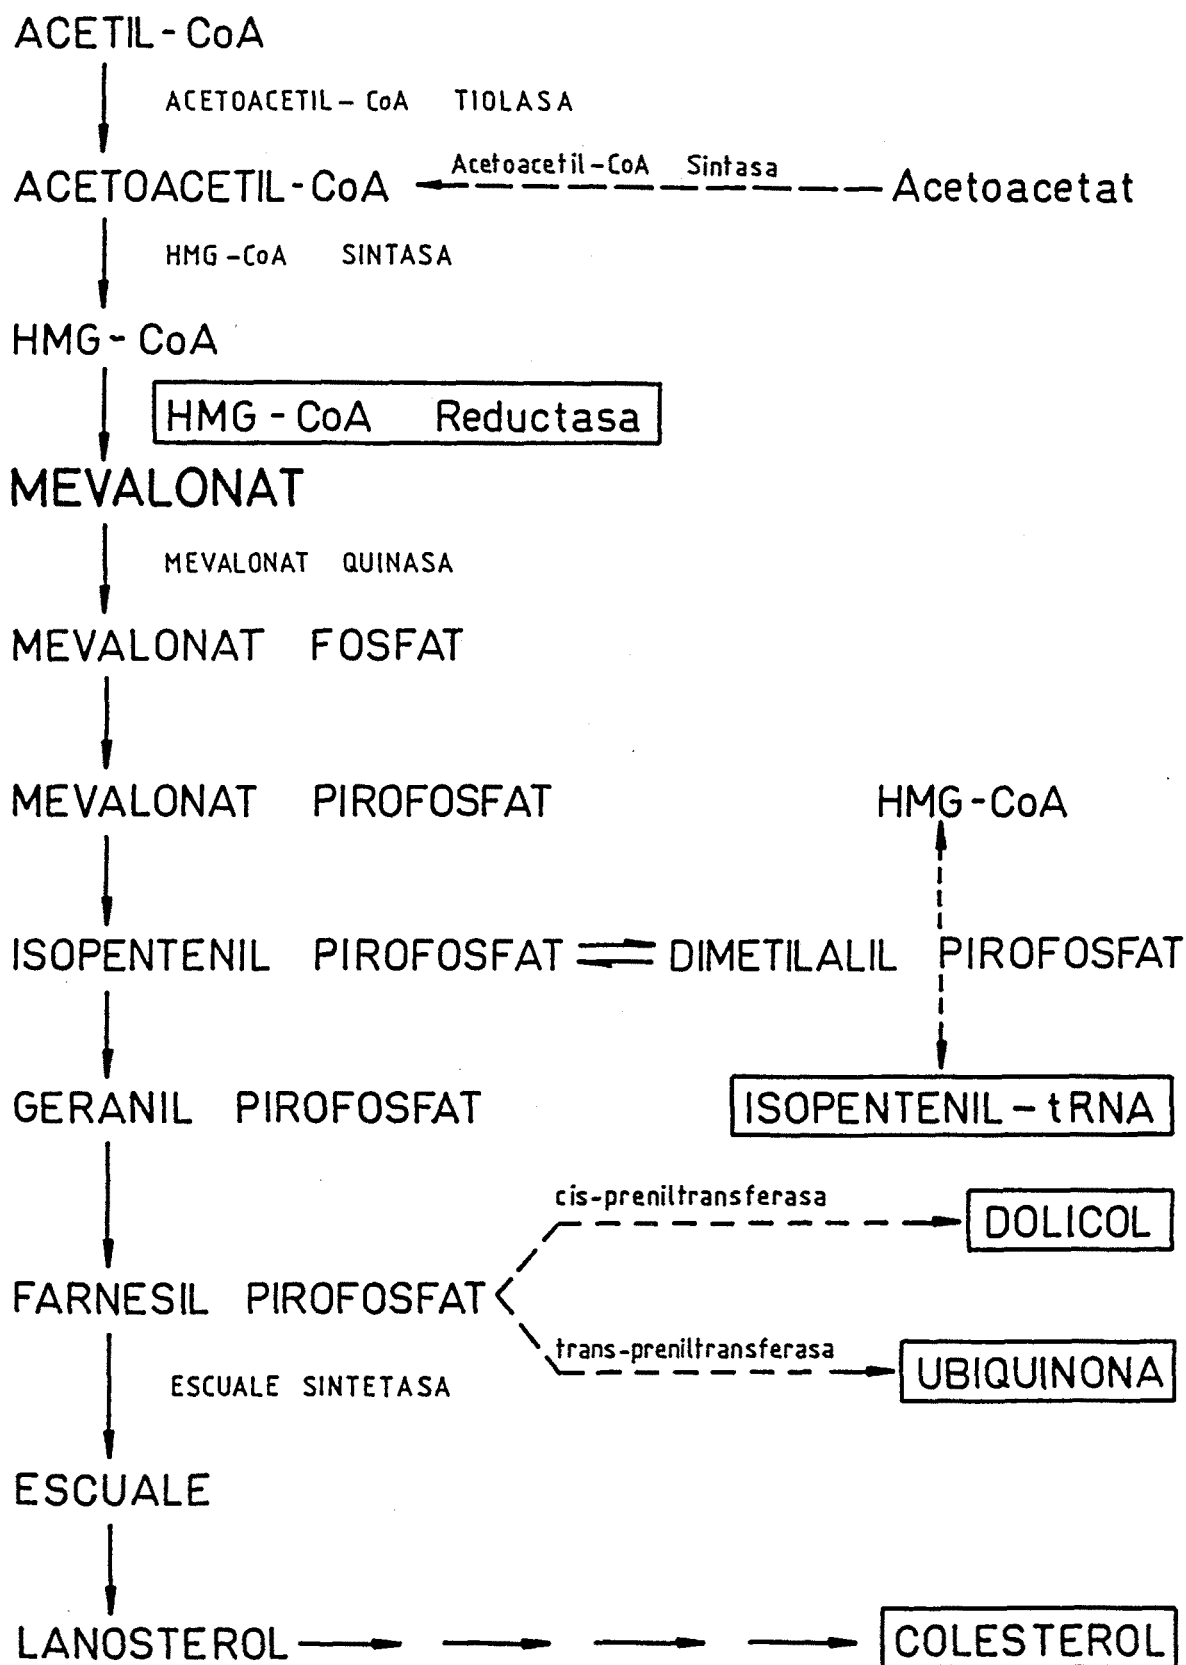 ACETIL-CoA
ACETOACETIL-CoA TIOLASA
ACETOACETIL-CoA Acetoacetil-CoA Sintasa Acetoacetat
HMG-CoA SINTASA
HMG-CoA
HMG-CoA Reductasa
MEVALONAT
MEVALONAT QUINASA
MEVALONAT FOSFAT
MEVALONAT PIROFOSFAT HMG-CoA
ISOPENTENIL PIROFOSFAT DIMETILALIL PIROFOSFAT
GERANIL PIROFOSFAT ISOPENTENIL-tRNA
cis-preniltransferasa DOLICOL
FARNESIL PIROFOSFAT
trans-preniltransferasa UBIQUINONA
ESCUALE SINTETASA
ESCUALE
LANOSTEROL COLESTEROL